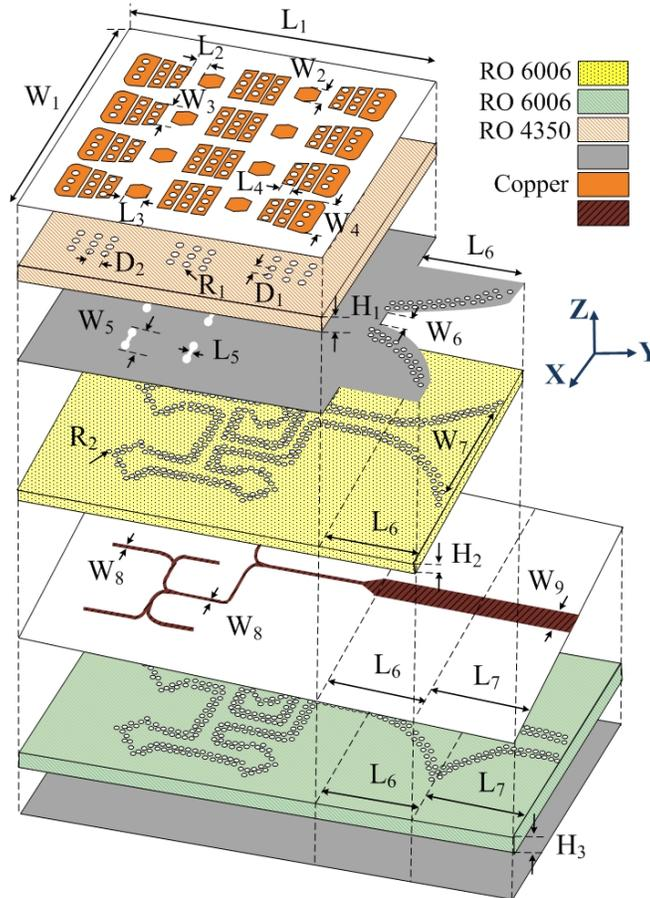 L₁
L₂
W₂
W₁
W₃
L₄
L₃
W₄
RO 6006
RO 6006
RO 4350
Copper
D₂
R₁
D₁
L₆
H₁
W₅
W₆
L₅
Z
Y
X
R₂
W₇
L₆
H₂
W₈
W₉
W₈
L₆
L₇
L₆
L₇
H₃